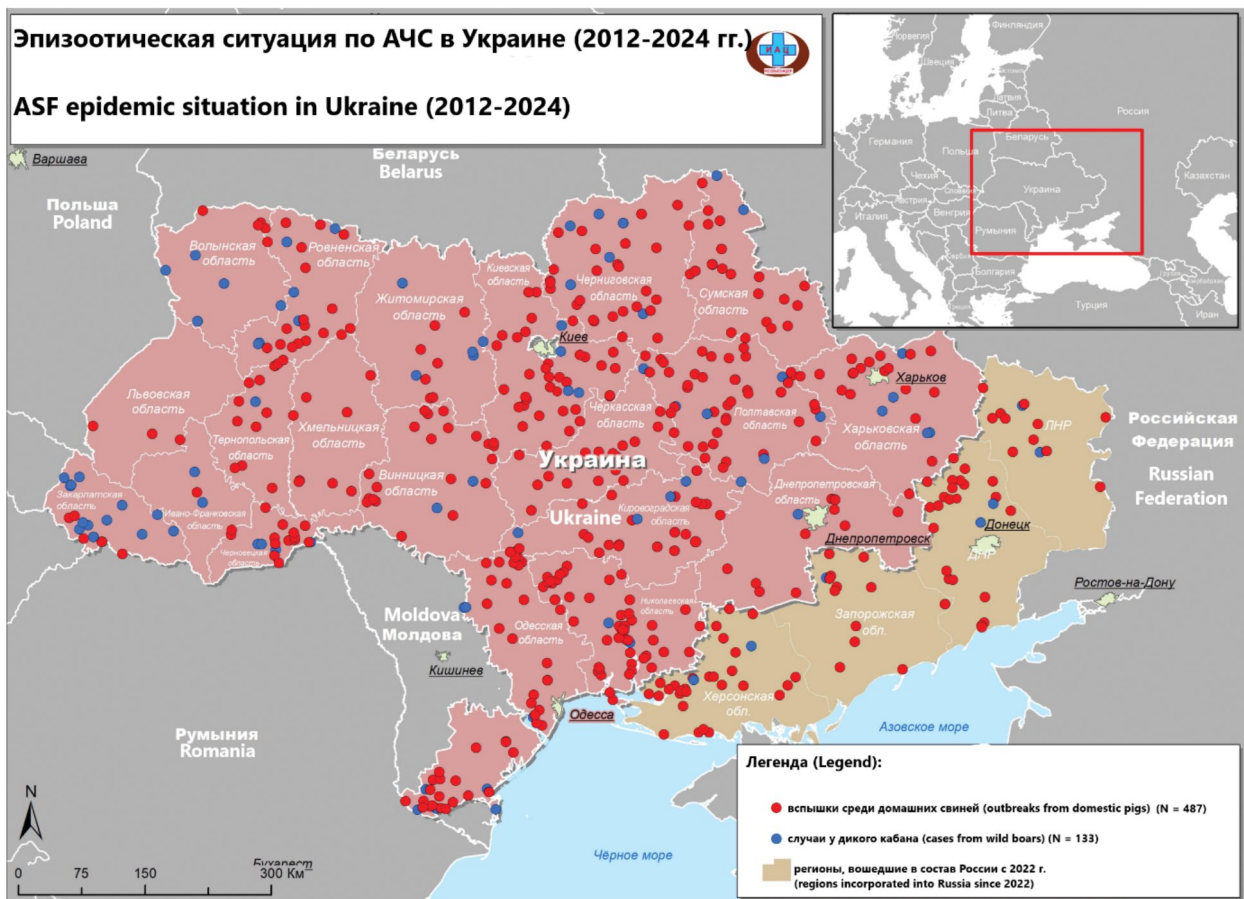 Эпизоотическая ситуация по АЧС в Украине (2012-2024 гг.)
ИАЦ
ASF epidemic situation in Ukraine (2012-2024)
Финляндия
Норвегия
Швеция
Латвия
Литва
Россия
Беларусь
Германия
Польша
Чехия
Украина
Казахстан
Австрия
Венгрия
Италия
Румыния
Болгария
Турция
Иран
Варшава
Беларусь
Belarus
Польша
Poland
Волынская
область
Ровненская
область
Киевская
область
Житомирская
область
Черниговская
область
Сумская
область
Киев
Львовская
область
Тернопольская
область
Хмельницкая
область
Черкасская
область
Полтавская
область
Харьков
Харьковская
область
ЛНР
Российская
Федерация
Russian
Federation
Украина
Ukraine
Винницкая
область
Закарпатская
область
Ивано-Франковская
область
Черновецкая
область
Кировоградская
область
Днепропетровская
область
Днепропетровск
Донецк
Ростов-на-Дону
Moldova
Молдова
Кишинев
Одесская
область
Николаевская
область
Запорожская
обл.
Херсонская
обл.
Одесса
Румыния
Romania
Азовское море
Чёрное море
Бухарест
N
0 75 150 300 Км
Легенда (Legend):
вспышки среди домашних свиней (outbreaks from domestic pigs) (N = 487)
случаи у дикого кабана (cases from wild boars) (N = 133)
регионы, вошедшие в состав России с 2022 г.
(regions incorporated into Russia since 2022)